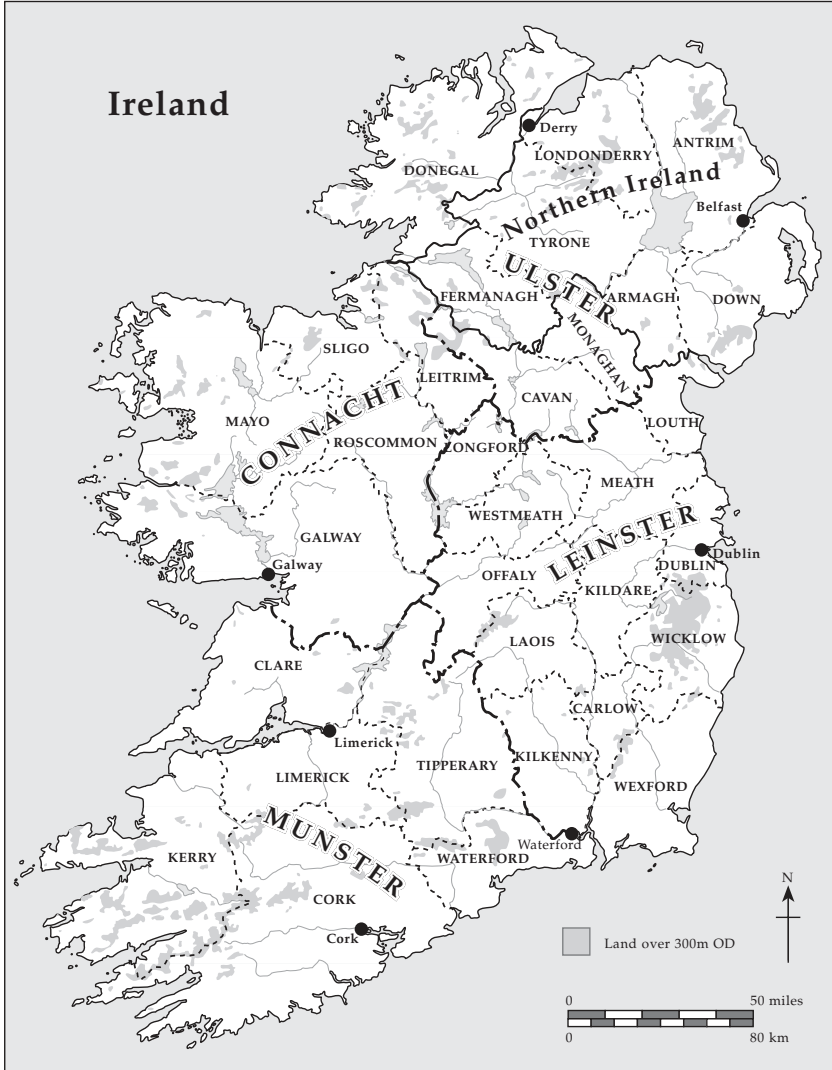 Ireland
Derry
ANTRIM
LONDONDERRY
DONEGAL
Northern Ireland
Belfast
TYRONE
ULSTER
FERMANAGH
ARMAGH
DOWN
MONAGHAN
SLIGO
LEITRIM
CAVAN
CONNACHT
MAYO
LOUTH
ROSCOMMON
LONGFORD
MEATH
WESTMEATH
LEINSTER
GALWAY
Galway
Dublin
DUBLIN
OFFALY
KILDARE
LAOIS
WICKLOW
CLARE
CARLOW
Limerick
LIMERICK
TIPPERARY
KILKENNY
WEXFORD
MUNSTER
Waterford
WATERFORD
KERRY
CORK
Cork
N
Land over 300m OD
0 50 miles
0 80 km